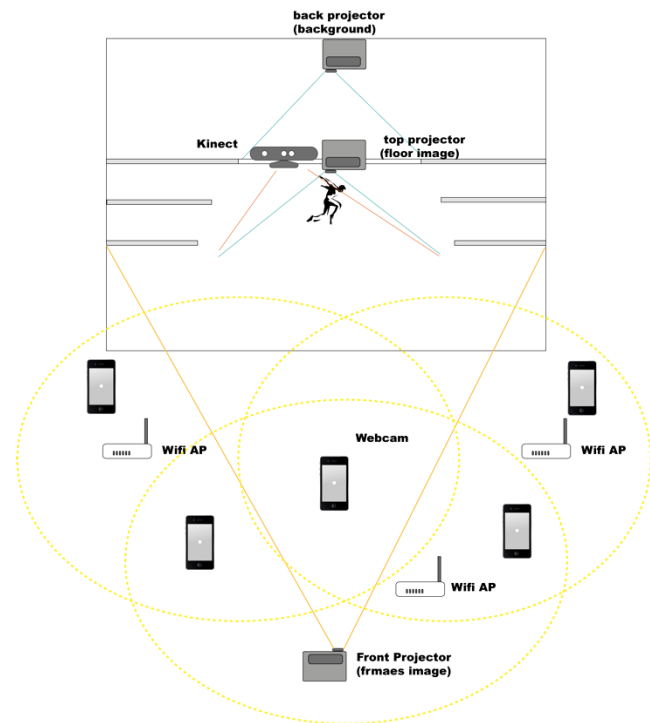 back projector
(background)
Kinect
top projector
(floor image)
Webcam
Wifi AP
Wifi AP
Wifi AP
Front Projector
(frmaes image)